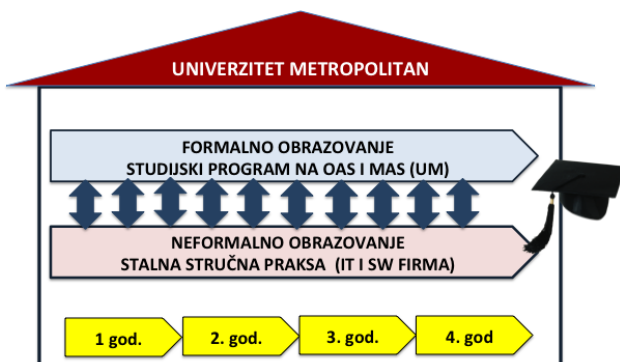 UNIVERZITET METROPOLITAN
FORMALNO OBRAZOVANJE
STUDIJSKI PROGRAM NA OAS I MAS (UM)
NEFORMALNO OBRAZOVANJE
STALNA STRUČNA PRAKSA (IT I SW FIRMA)
1 god. 2. god. 3. god. 4. god